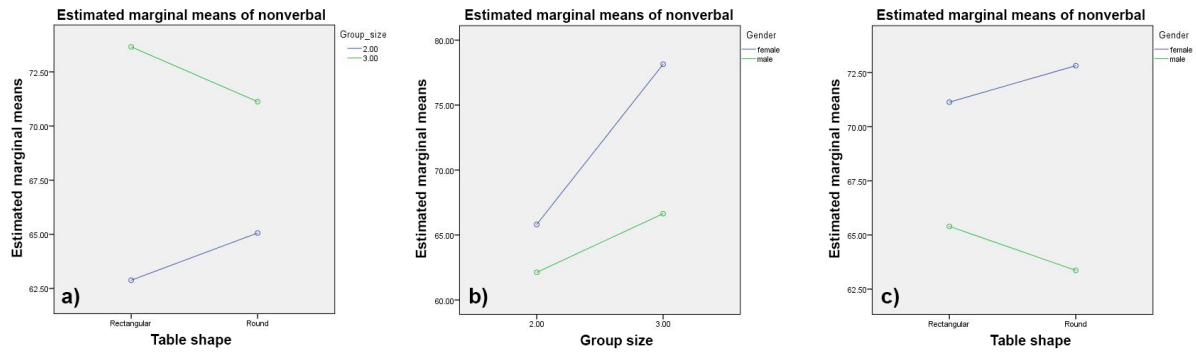 Estimated marginal means of nonverbal
Group_size
2.00
3.00
72.50
70.00
67.50
65.00
62.50
Estimated marginal means
a)
Rectangular
Round
Table shape
Estimated marginal means of nonverbal
Gender
female
male
80.00
75.00
70.00
65.00
60.00
Estimated marginal means
b)
2.00
3.00
Group size
Estimated marginal means of nonverbal
Gender
female
male
72.50
70.00
67.50
65.00
62.50
Estimated marginal means
c)
Rectangular
Round
Table shape